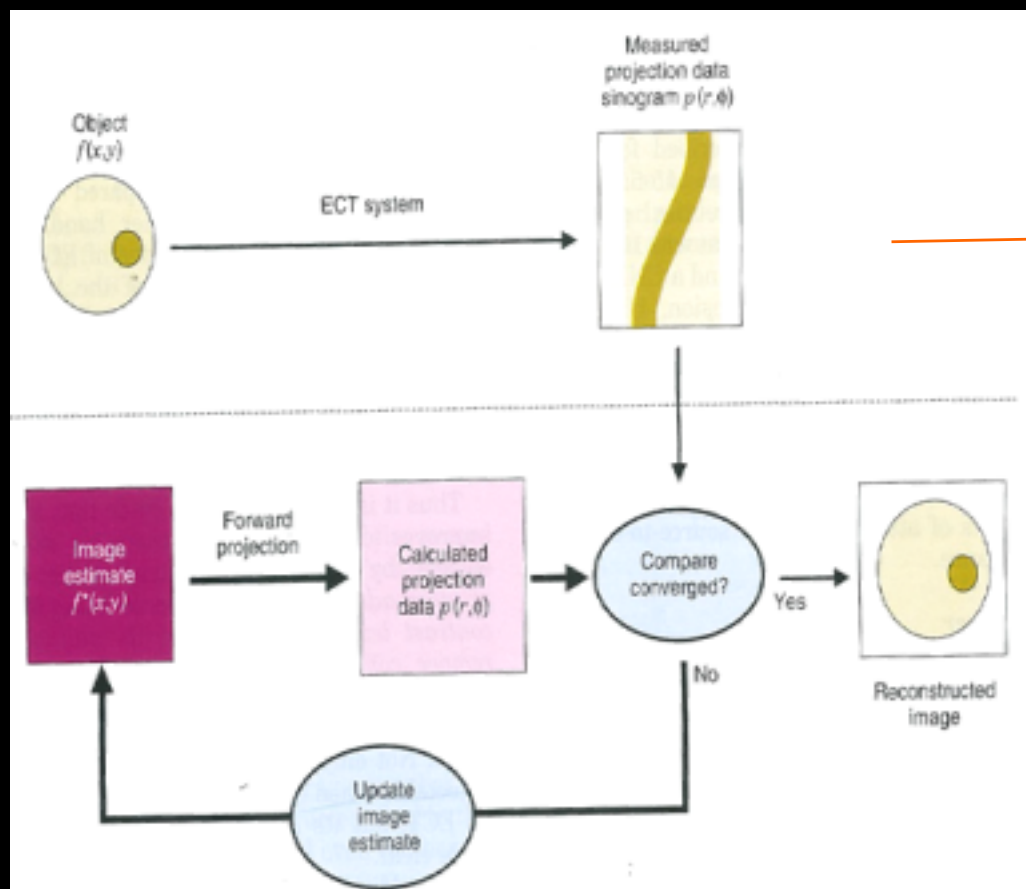 Measured
projection data
sinogram p (r,ϕ)
Object
f(x,y)
ECT system
Image
estimate
f*(x,y)
Forward
projection
Calculated
projection
data p (r,ϕ)
Compare
converged?
Yes
No
Reconstructed
image
Update
image
estimate